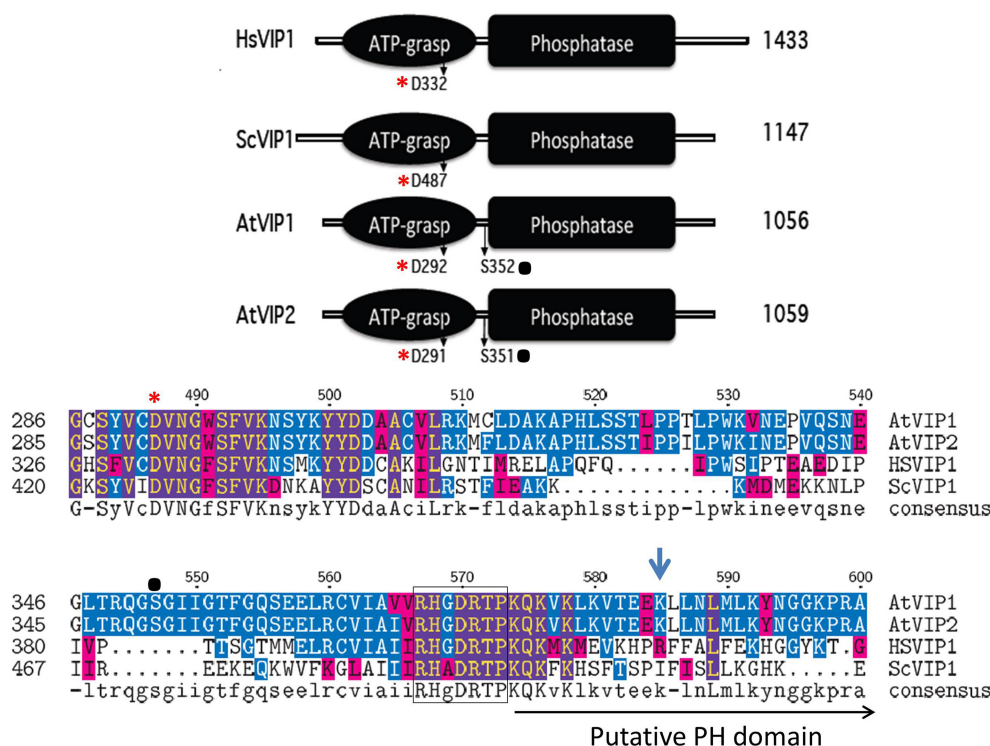 HsVIP1 ATP-grasp Phosphatase 1433
* D332
ScVIP1 ATP-grasp Phosphatase 1147
* D487
AtVIP1 ATP-grasp Phosphatase 1056
* D292 S352
AtVIP2 ATP-grasp Phosphatase 1059
* D291 S351
* 490 500 510 520 530 540
286 GCSYVCDVNGWSFVKNSYKYYDDAACVLRKMCLDAKAPHLSSTLPPTLPWKVNEPVQSNE AtVIP1
285 GSSYVCDVNGWSFVKNSYKYYDDAACVLRKMFLDAKAPHLSSTIPPILPWKINEPVQSNE AtVIP2
326 GHSFVCDVNGFSFVKNSMKYYDDCAKILGNTIMRELAPQFQ......IPWSIPTEAEDIP HSVIP1
420 GKSYVIDVNGFSFVKDNKAYYDSCANILRSTFIEAKK.............KMDMEKKNLP ScVIP1
G-SyVcDVNGfSFVKnsykYYDdaAciLrk-fldakaphlsstipp-lpwkineevqsne consensus
550 560 570 580 590 600
346 GLTRQGSGIIGTFGQSEELRCVIAVVRHGDRTPKQKVKLKVTEEKLLNLMLKYNGGKPRA AtVIP1
345 GLTRQGSGIIGTFGQSEELRCVIAIVRHGDRTPKQKVKLKVTEEKLLNLMLKYNGGKPRA AtVIP2
380 IVP.......TTSGTMMELRCVIAIIRHGDRTPKQKMKMEVKHPRFFALFEKHGGYKT.G HSVIP1
467 IIR.......EEKEQKWVFKGLAIIIRHADRTPKQKFKHSFTSPIFISLLKGHK.....E ScVIP1
-ltrqgsgiigtfgqseelrcviaiiRHgDRTPKQKvKlkvteek-lnLmlkynggkpra consensus
Putative PH domain